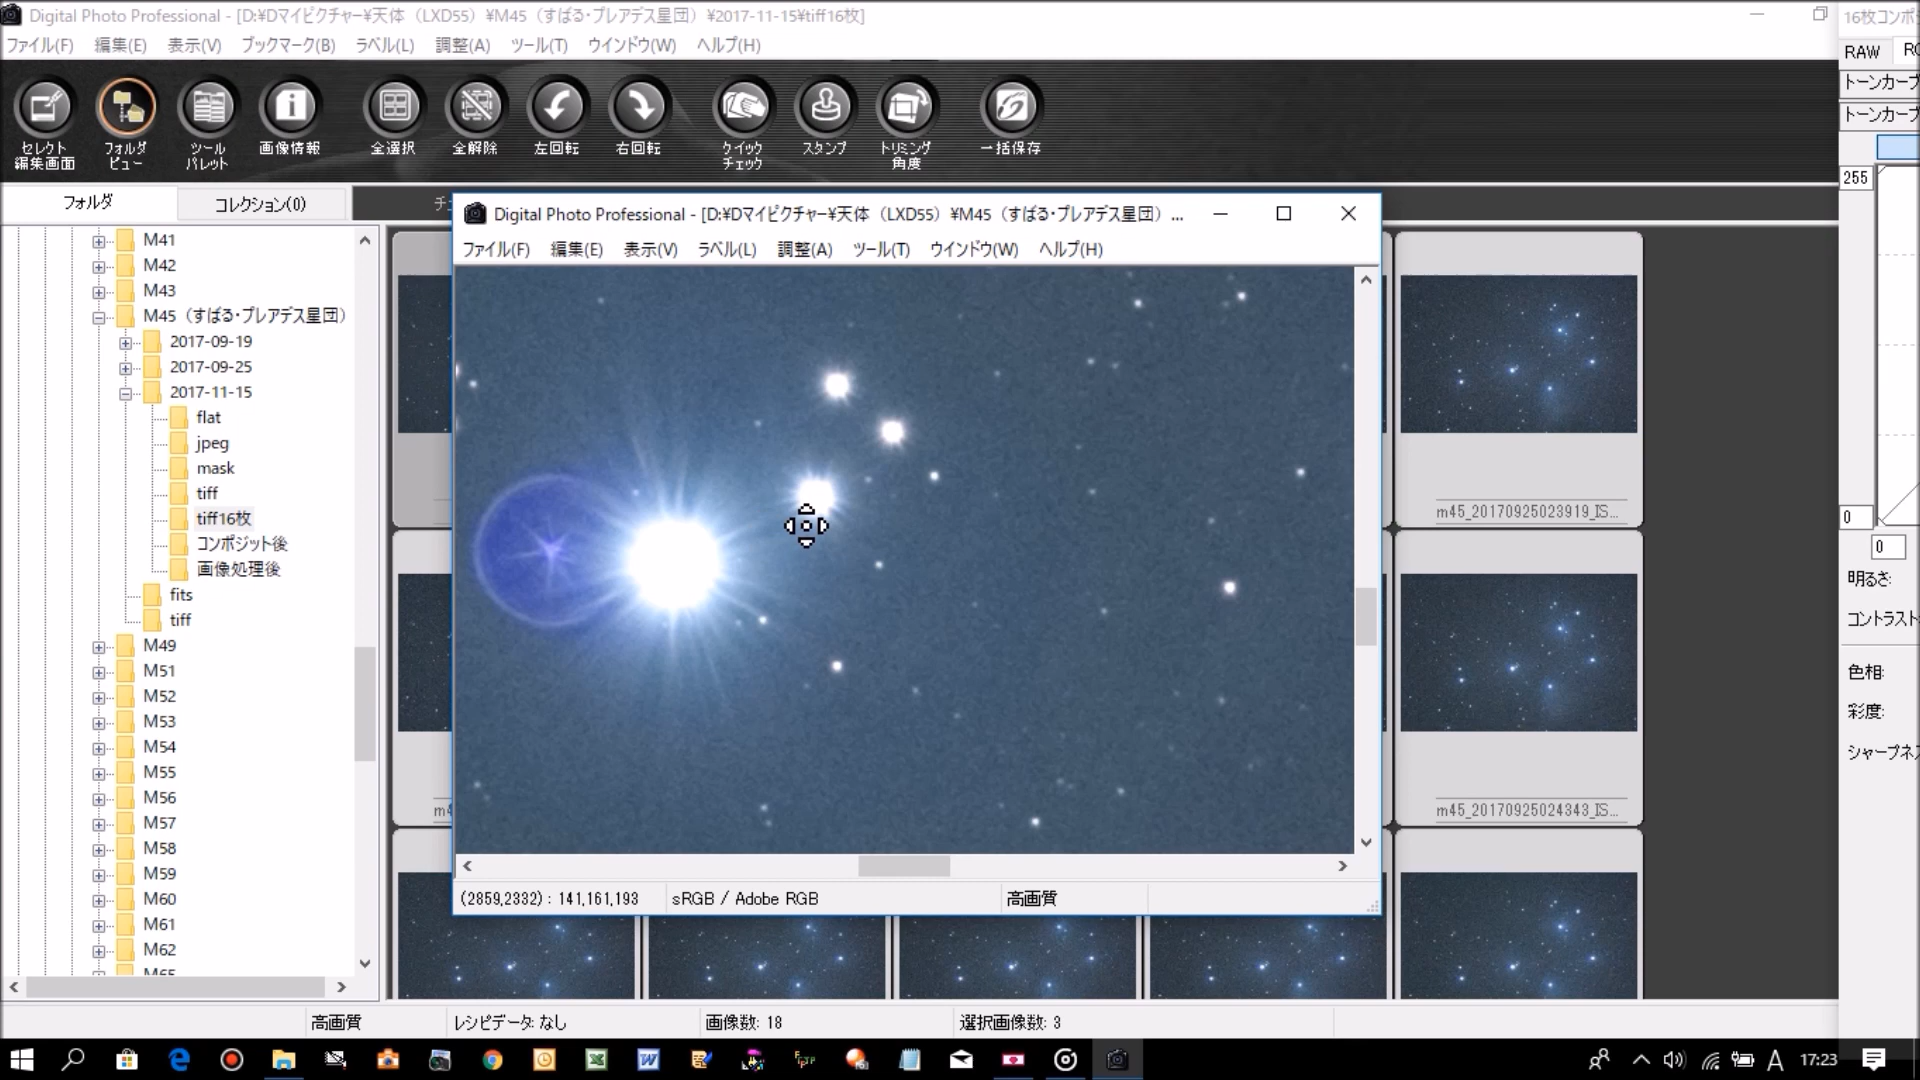 Digital Photo Professional - [D:¥Dマイピクチャー¥天体（LXD55）¥M45（すばる・プレアデス星団）¥2017-11-15¥tiff16枚]
ファイル(F) 編集(E) 表示(V) ブックマーク(B) ラベル(L) 調整(A) ツール(T) ウインドウ(W) ヘルプ(H)
セレクト編集画面
フォルダビュー
ツールパレット
画像情報
全選択
全解除
左回転
右回転
クイックチェック
スタンプ
トリミング角度
一括保存
フォルダ コレクション(0)
M41
M42
M43
M45（すばる・プレアデス星団）
2017-09-19
2017-09-25
2017-11-15
flat
jpeg
mask
tiff
tiff16枚
コンポジット後
画像処理後
fits
tiff
M49
M51
M52
M53
M54
M55
M56
M57
M58
M59
M60
M61
M62
M65
Digital Photo Professional - [D:¥Dマイピクチャー¥天体（LXD55）¥M45（すばる・プレアデス星団）...
ファイル(F) 編集(E) 表示(V) ラベル(L) 調整(A) ツール(T) ウインドウ(W) ヘルプ(H)
(2859,2332) : 141,161,193 sRGB / Adobe RGB 高画質
m45_20170925023919_IS...
m45_20170925024343_IS...
16枚コンポ
RAW
トーンカーブ
トーンカーブ
255
0
0
明るさ:
コントラスト
色相:
彩度:
シャープネス
高画質 レシピデータ: なし 画像数: 18 選択画像数: 3
A 17:23